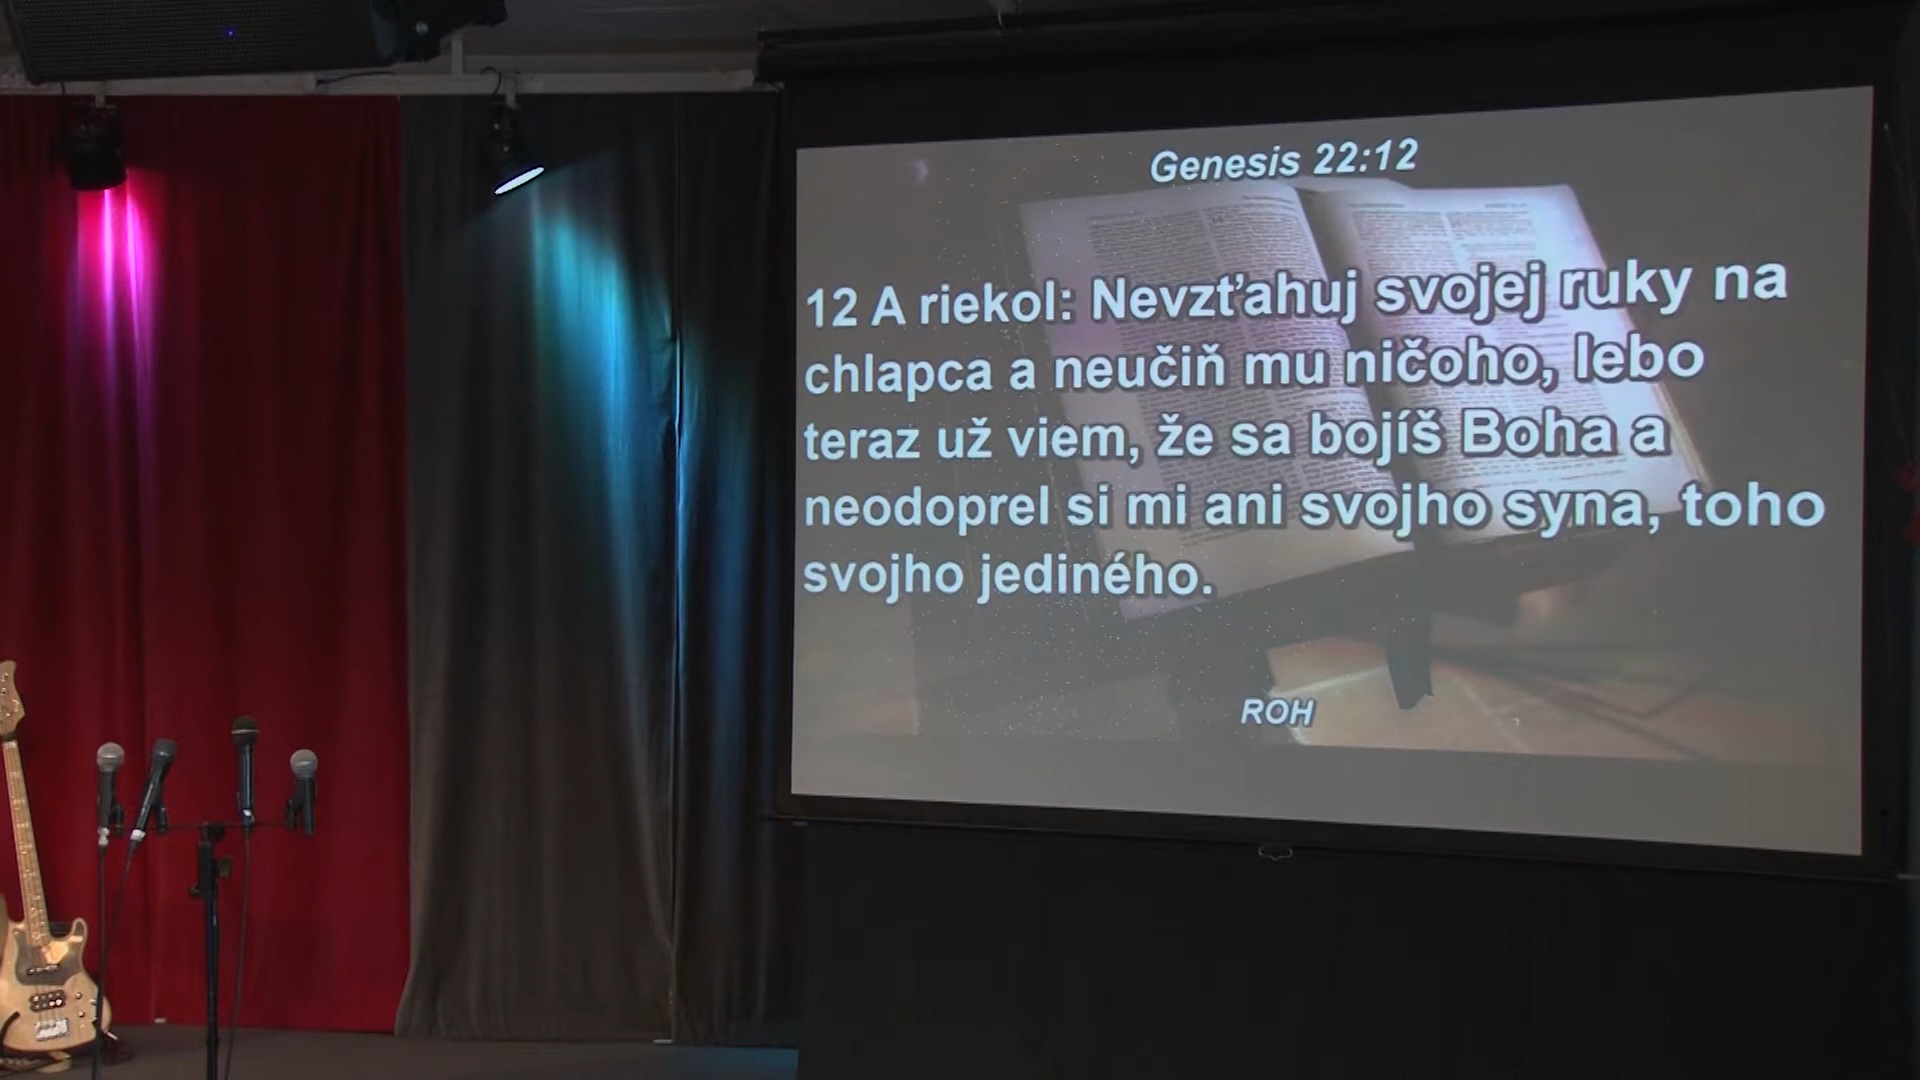 Genesis 22:12
12 A riekol: Nevzťahuj svojej ruky na
chlapca a neučiň mu ničoho, lebo
teraz už viem, že sa bojíš Boha a
neodoprel si mi ani svojho syna, toho
svojho jediného.
ROH